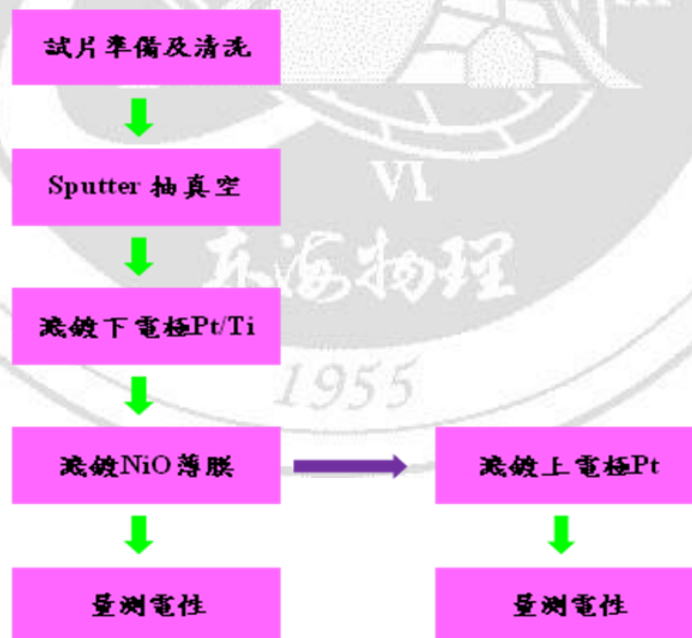 試片準備及清洗
Sputter 抽真空
VI
东海物理
濺鍍下電極Pt/Ti
1955
濺鍍NiO薄膜
濺鍍上電極Pt
量測電性
量測電性